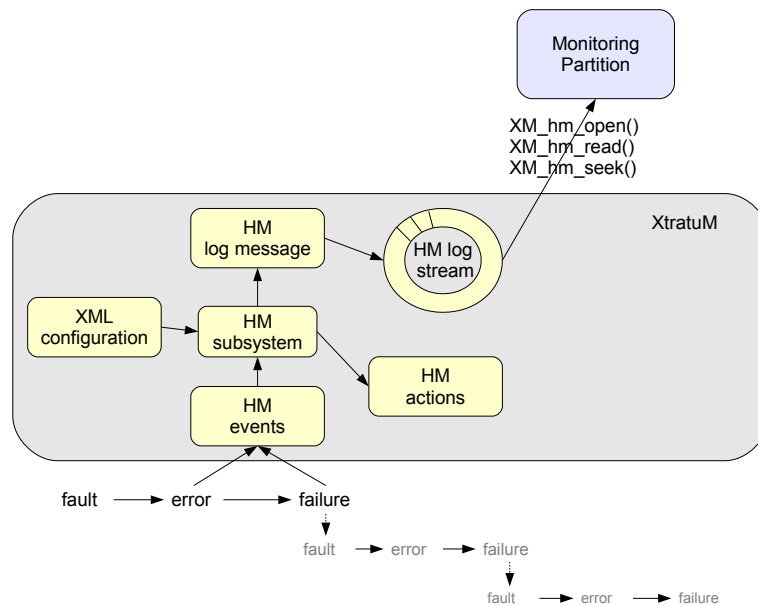 Monitoring
Partition
XM_hm_open()
XM_hm_read()
XM_hm_seek()
XtratuM
HM
log message
HM log
stream
XML
configuration
HM
subsystem
HM
actions
HM
events
fault error failure
fault error failure
fault error failure